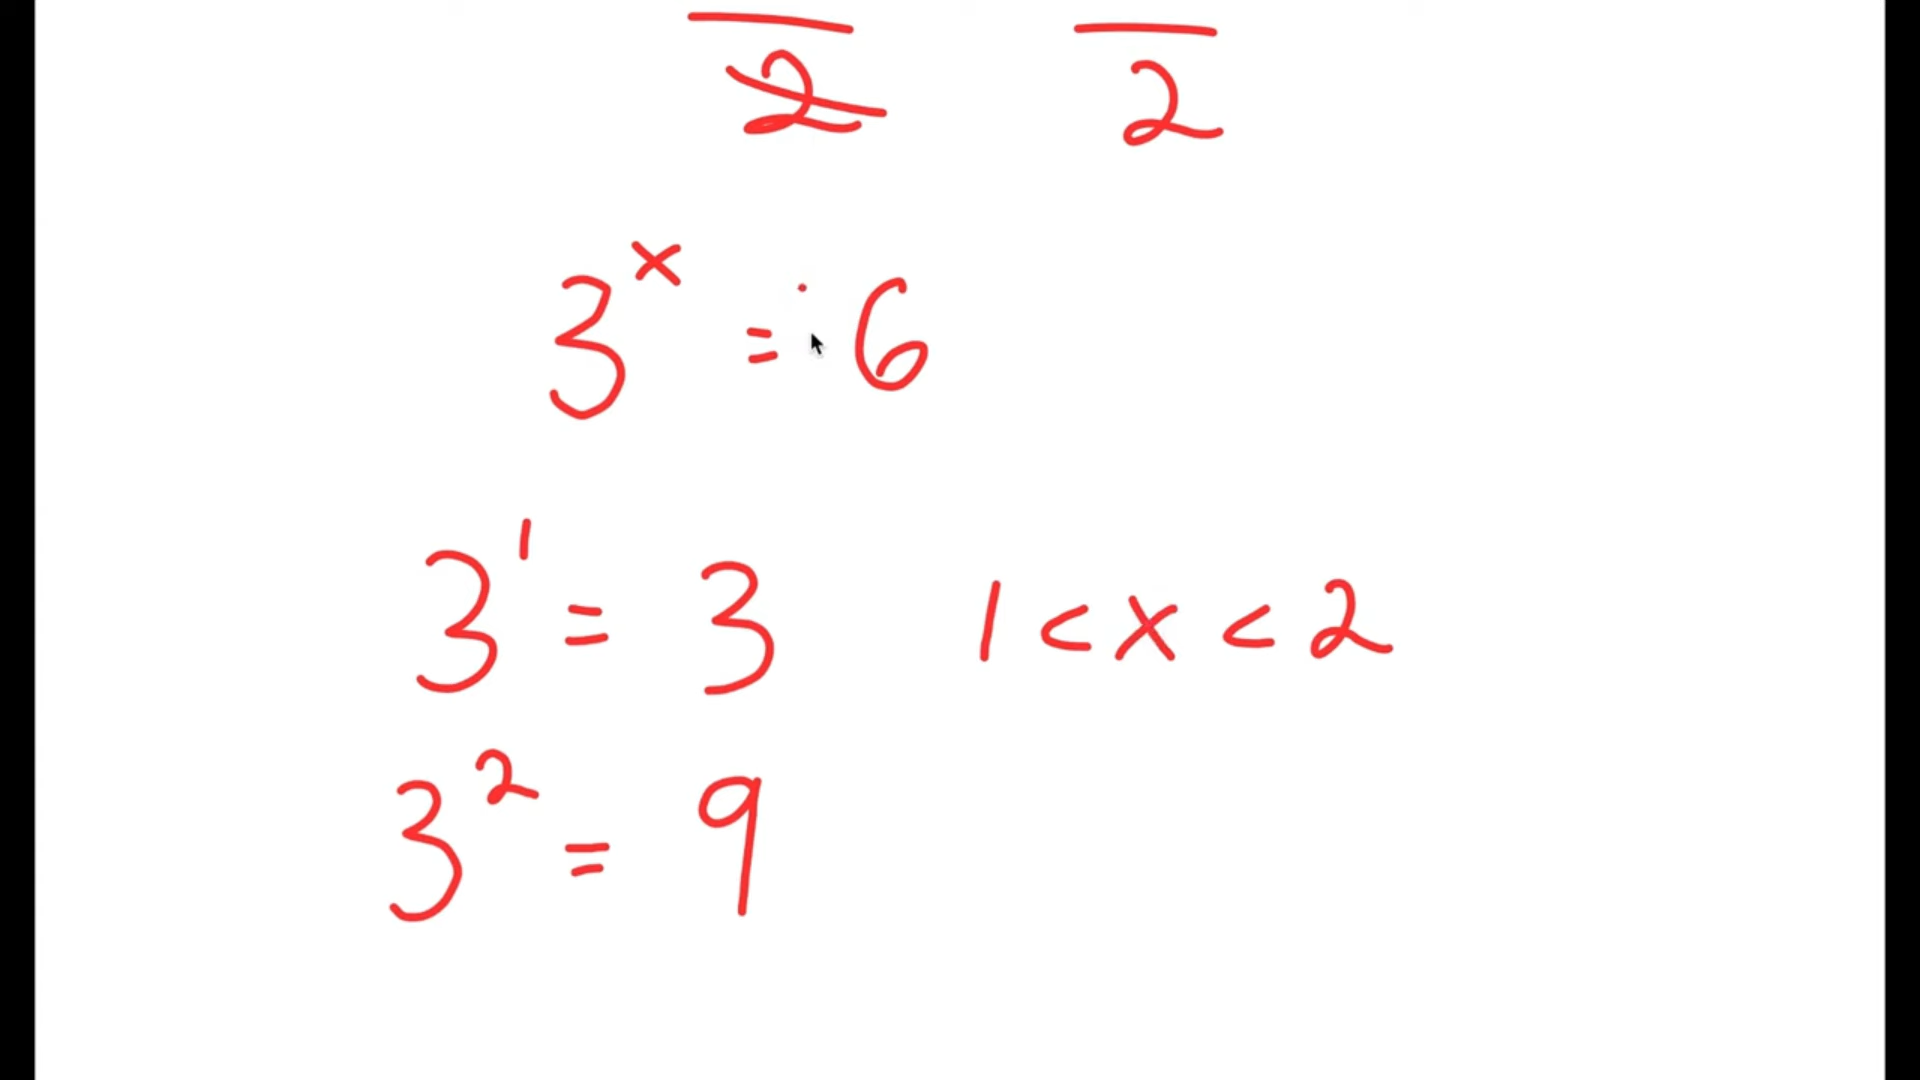 2 2
3^x = 6
3^1 = 3 1 < x < 2
3^2 = 9